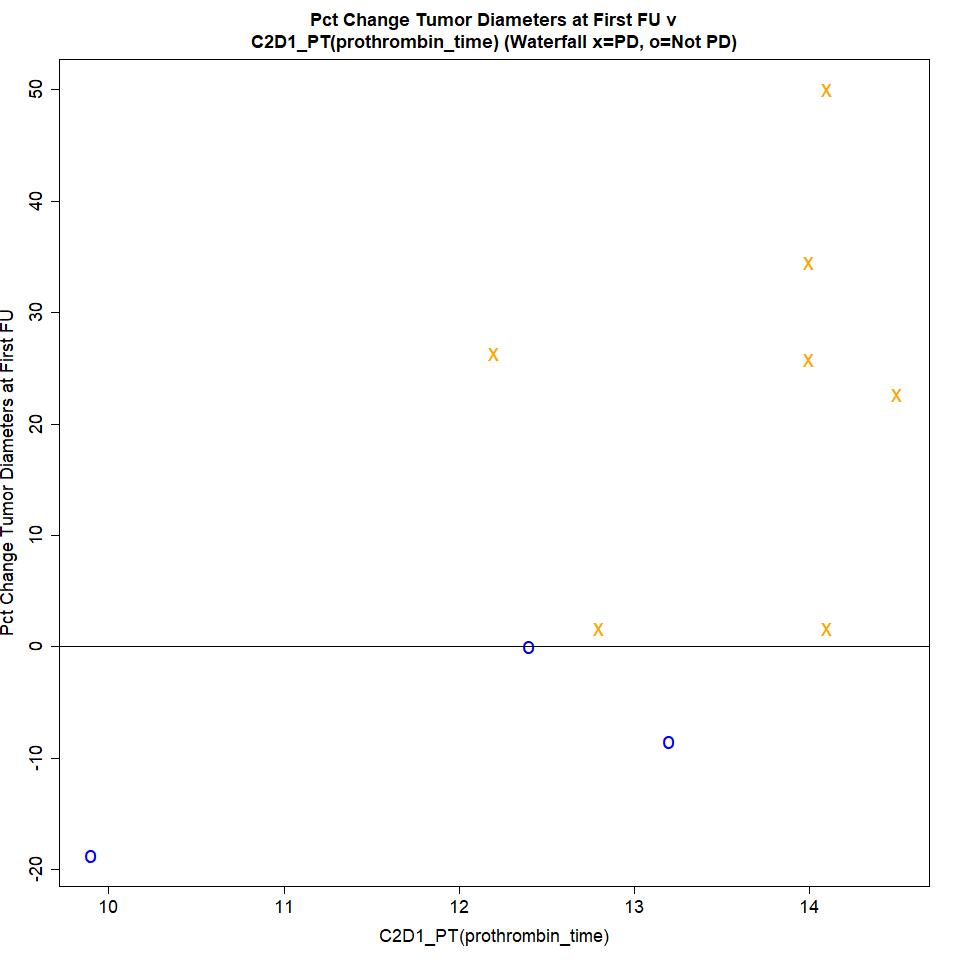 Pct Change Tumor Diameters at First FU v
C2D1_PT(prothrombin_time) (Waterfall x=PD, o=Not PD)
Pct Change Tumor Diameters at First FU
50
40
30
20
10
0
-10
-20
X
X
X
X
X
X
X
O
O
O
10
11
12
13
14
C2D1_PT(prothrombin_time)